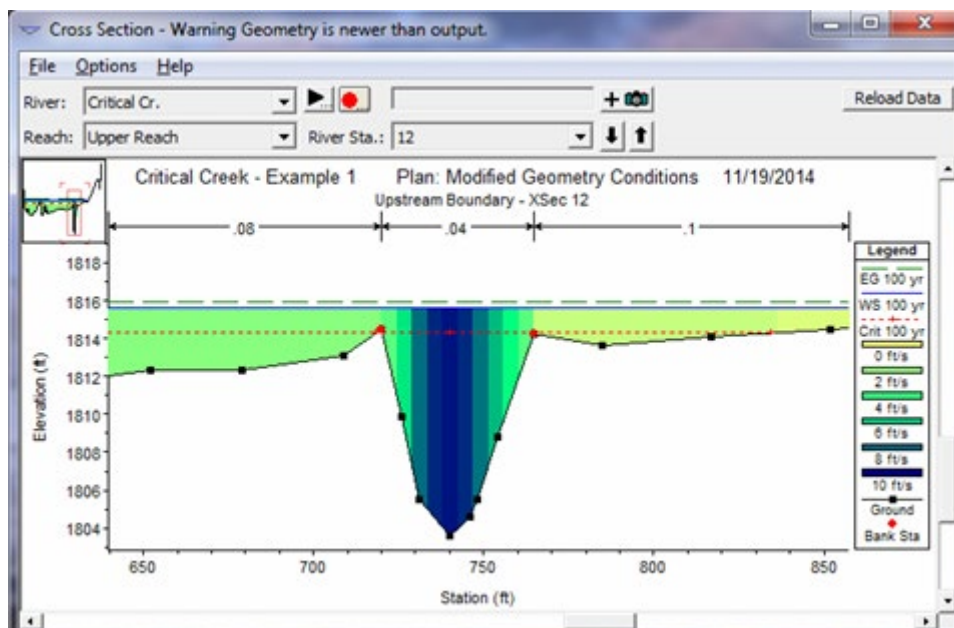 Cross Section - Warning Geometry is newer than output.
File Options Help
River: Critical Cr. Reload Data
Reach: Upper Reach River Sta.: 12
Critical Creek - Example 1 Plan: Modified Geometry Conditions 11/19/2014
Upstream Boundary - XSec 12
.08 .04 .1
Legend
EG 100 yr
WS 100 yr
Crit 100 yr
0 ft/s
2 ft/s
4 ft/s
6 ft/s
8 ft/s
10 ft/s
Ground
Bank Sta
Elevation (ft)
1818
1816
1814
1812
1810
1808
1806
1804
650 700 750 800 850
Station (ft)